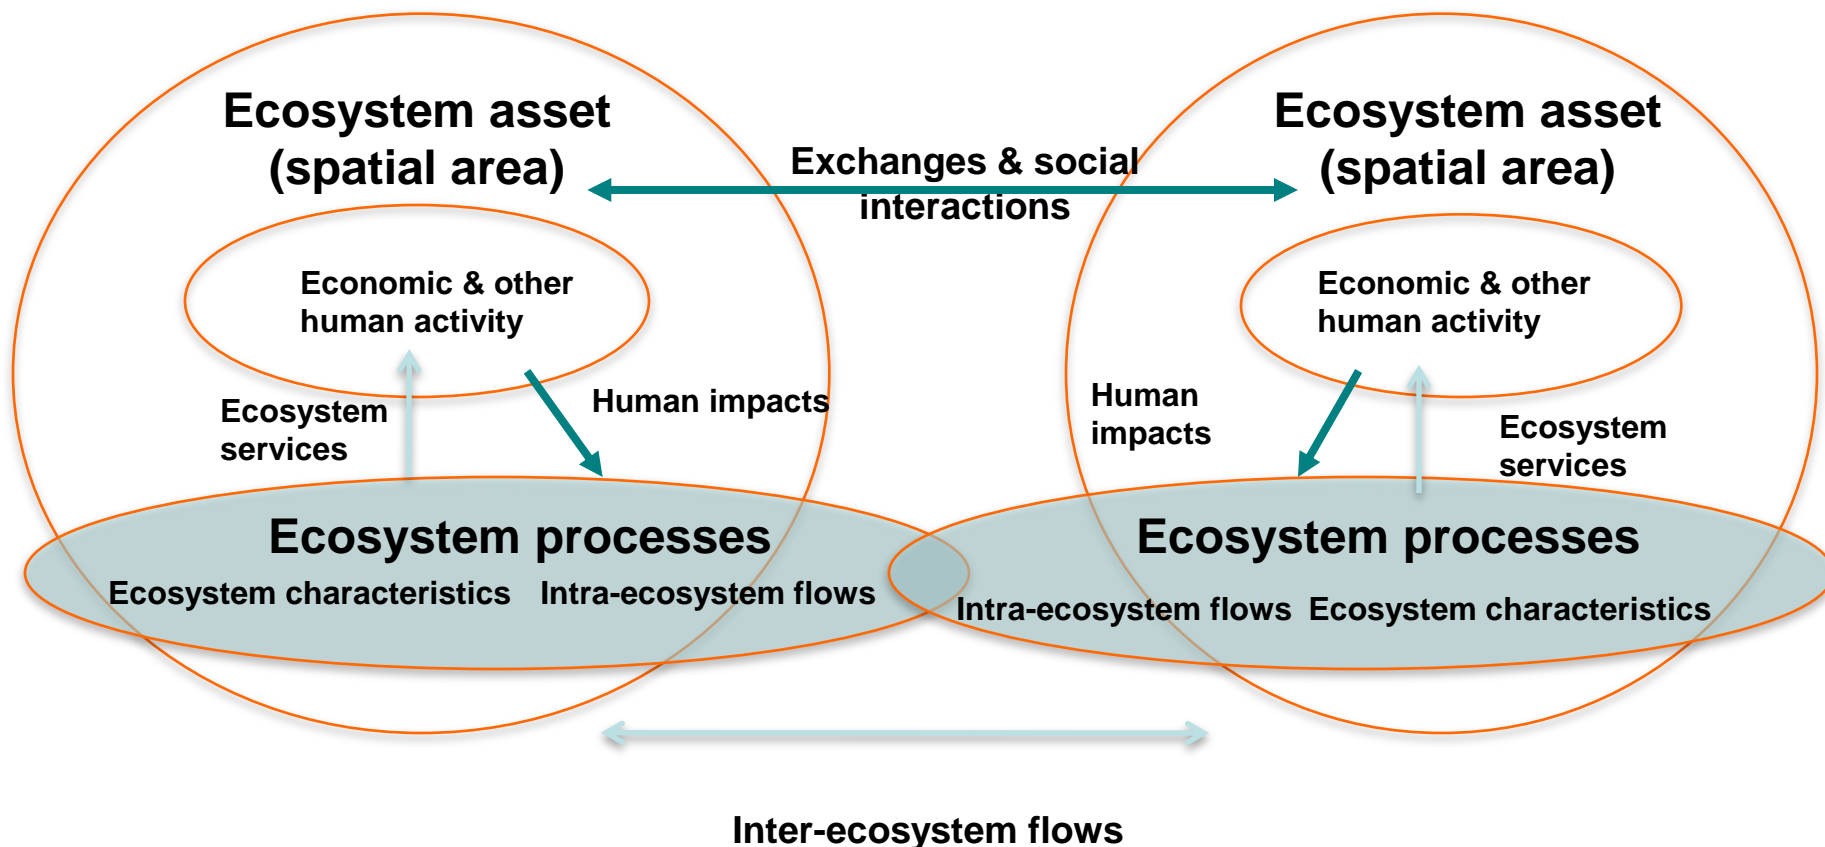 Ecosystem asset
(spatial area)
Exchanges & social
interactions
Ecosystem asset
(spatial area)
Economic & other
human activity
Economic & other
human activity
Ecosystem
services
Human impacts
Human
impacts
Ecosystem
services
Ecosystem processes
Ecosystem characteristics Intra-ecosystem flows
Ecosystem processes
Intra-ecosystem flows Ecosystem characteristics
Inter-ecosystem flows